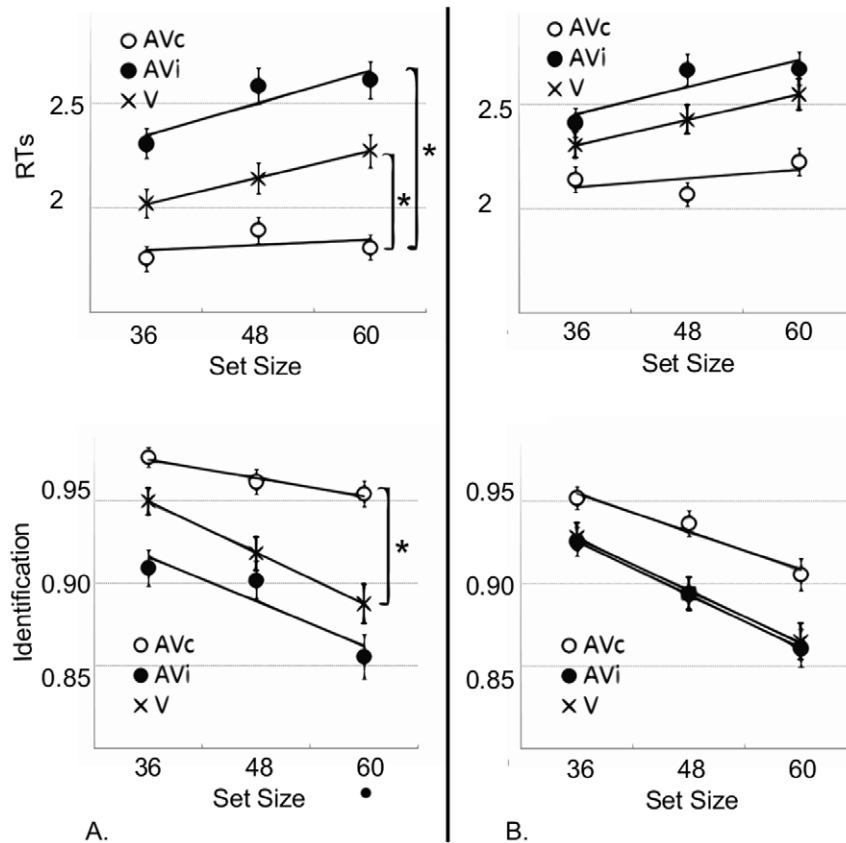 AVc
AVi
V
2.5
2
RTs
*
*
36 48 60
Set Size
AVc
AVi
V
2.5
2
36 48 60
Set Size
0.95
0.90
0.85
Identification
*
AVc
AVi
V
36 48 60
Set Size
A.
0.95
0.90
0.85
AVc
AVi
V
36 48 60
Set Size
B.